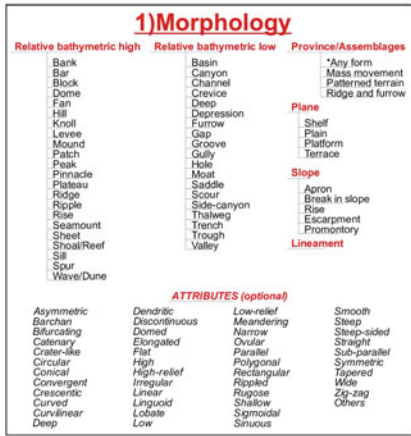 1)Morphology
Relative bathymetric high
Bank
Bar
Block
Dome
Fan
Hill
Knoll
Levee
Mound
Patch
Peak
Pinnacle
Plateau
Ridge
Ripple
Rise
Seamount
Sheet
Shoal/Reef
Sill
Spur
Wave/Dune
Relative bathymetric low
Basin
Canyon
Channel
Crevice
Deep
Depression
Furrow
Gap
Groove
Gully
Hole
Moat
Saddle
Scour
Side-canyon
Thalweg
Trench
Trough
Valley
Province/Assemblages
*Any form
Mass movement
Patterned terrain
Ridge and furrow
Plane
Shelf
Plain
Platform
Terrace
Slope
Apron
Break in slope
Rise
Escarpment
Promontory
Lineament
ATTRIBUTES (optional)
Asymmetric
Barchan
Bifurcating
Catenary
Crater-like
Circular
Conical
Convergent
Crescentic
Curved
Curvilinear
Deep
Dendritic
Discontinuous
Domed
Elongated
Flat
High
High-relief
Irregular
Linear
Linguoid
Lobate
Low
Low-relief
Meandering
Narrow
Ovular
Parallel
Polygonal
Rectangular
Rippled
Rugose
Shallow
Sigmoidal
Sinuous
Smooth
Steep
Steep-sided
Straight
Sub-parallel
Symmetric
Tapered
Wide
Zig-zag
Others